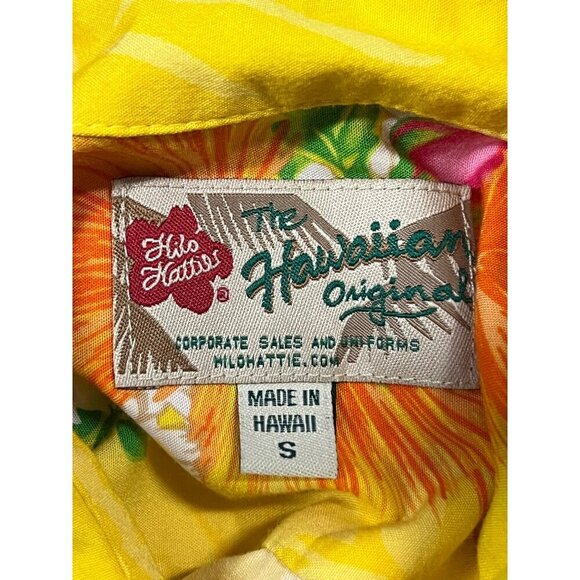 Hilo
Hattie
®
The
Hawaiian
Original
CORPORATE SALES AND UNIFORMS
HILOHATTIE.COM
MADE IN
HAWAII
S